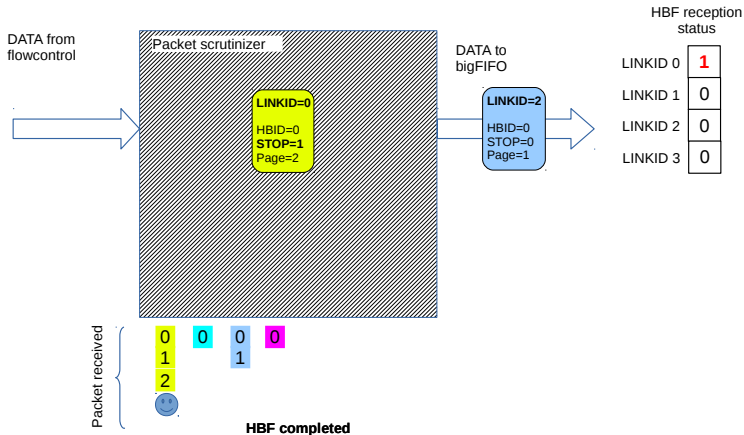 DATA from
flowcontrol
Packet scrutinizer
LINKID=0
HBID=0
STOP=1
Page=2
DATA to
bigFIFO
LINKID=2
HBID=0
STOP=0
Page=1
HBF reception
status
LINKID 0 1
LINKID 1 0
LINKID 2 0
LINKID 3 0
Packet received
0 0 0 0
1 1
2
HBF completed